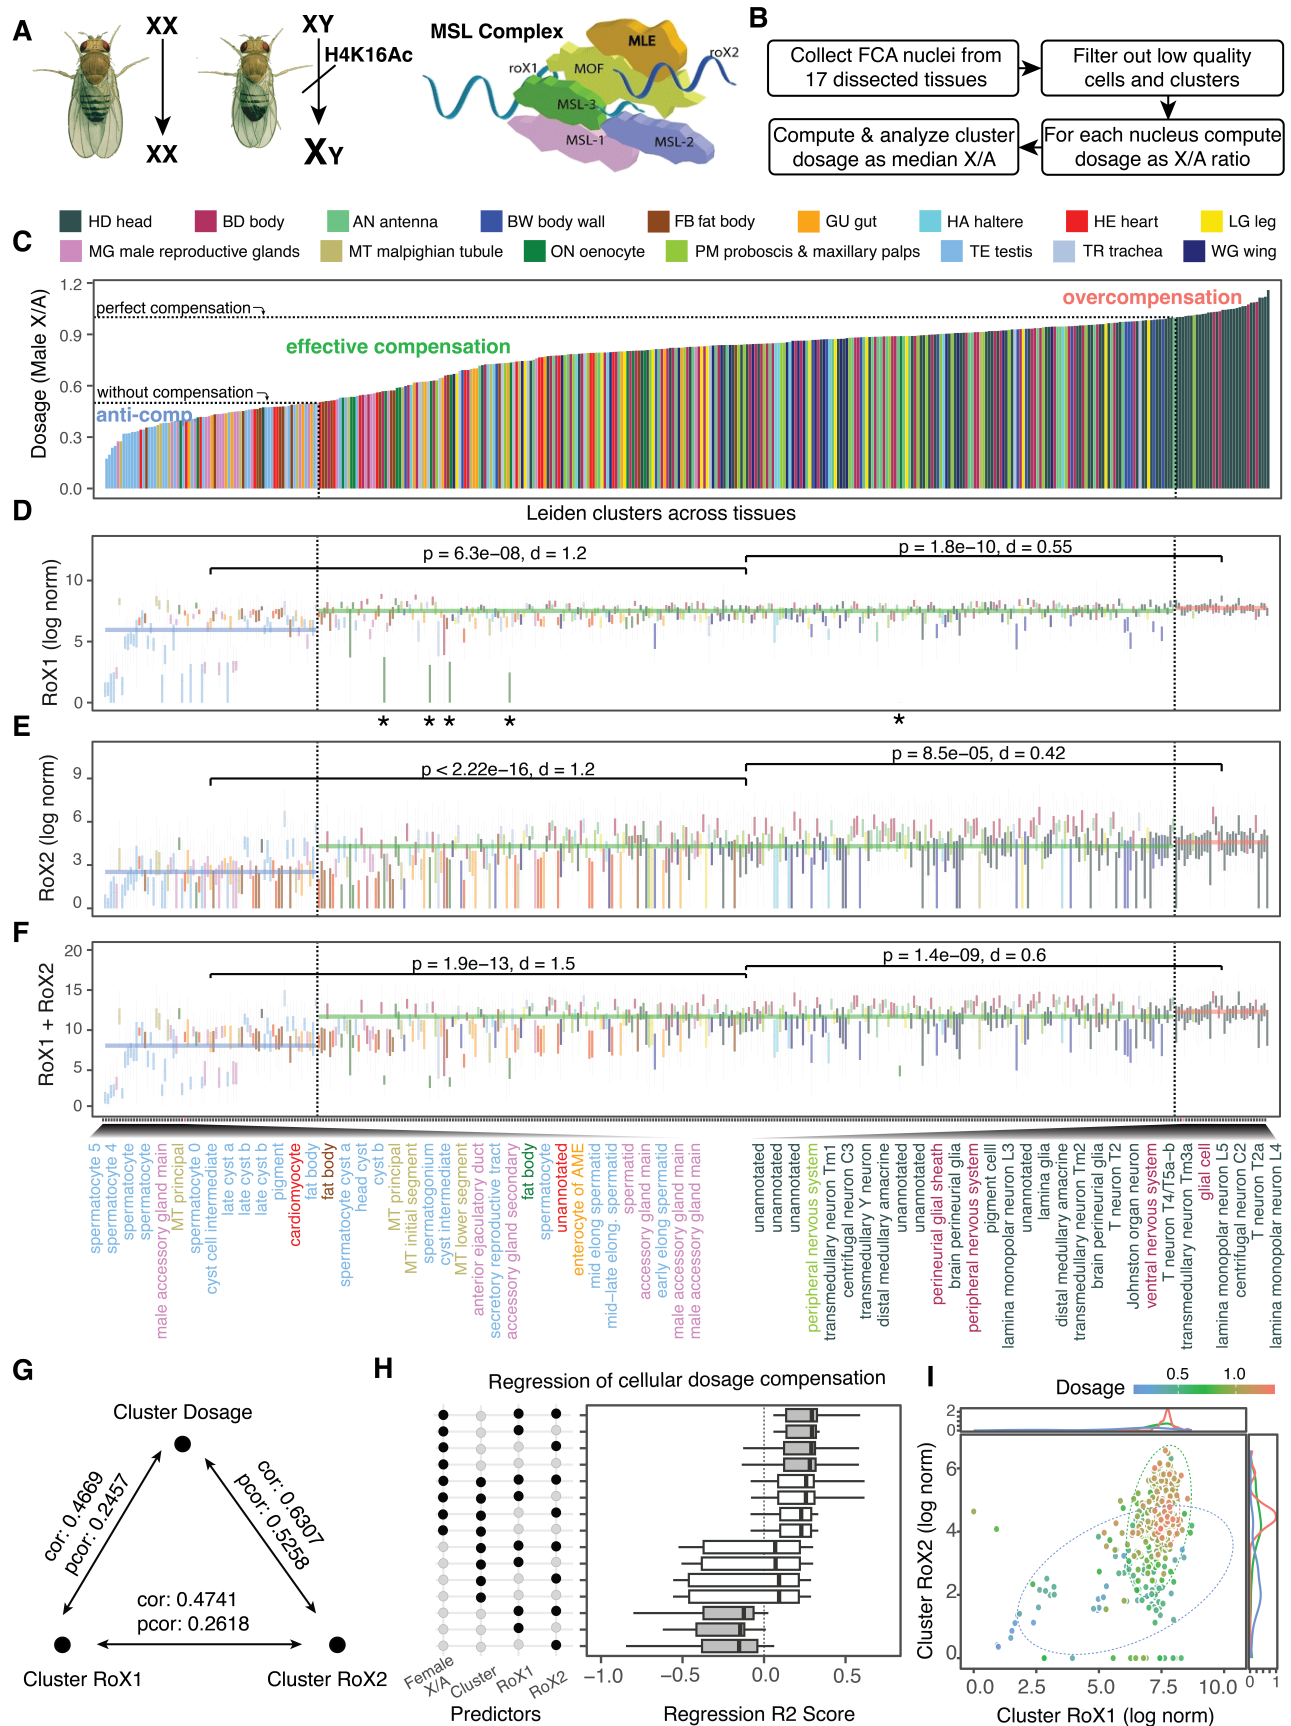 A
XX
XX
XY
H4K16Ac
XY
MSL Complex
MLE
roX2
roX1
MOF
MSL-3
MSL-1
MSL-2
B
Collect FCA nuclei from
17 dissected tissues
Filter out low quality
cells and clusters
Compute & analyze cluster
dosage as median X/A
For each nucleus compute
dosage as X/A ratio
HD head
BD body
AN antenna
BW body wall
FB fat body
GU gut
HA haltere
HE heart
LG leg
MG male reproductive glands
MT malpighian tubule
ON oenocyte
PM proboscis & maxillary palps
TE testis
TR trachea
WG wing
C
Dosage (Male X/A)
1.2
0.9
0.6
0.3
0.0
perfect compensation
overcompensation
effective compensation
without compensation
anti-comp.
Leiden clusters across tissues
D
RoX1 (log norm)
10
5
0
p = 6.3e−08, d = 1.2
p = 1.8e−10, d = 0.55
* * * * *
E
RoX2 (log norm)
9
6
3
0
p < 2.22e−16, d = 1.2
p = 8.5e−05, d = 0.42
F
RoX1 + RoX2
20
15
10
5
0
p = 1.9e−13, d = 1.5
p = 1.4e−09, d = 0.6
spermatocyte 5
spermatocyte 4
spermatocyte
spermatocyte
male accessory gland main
MT principal
spermatocyte 0
cyst cell intermediate
late cyst a
late cyst b
late cyst b
pigment
cardiomyocyte
fat body
fat body
spermatocyte cyst a
head cyst
cyst b
MT principal
MT initial segment
spermatogonium
cyst intermediate
MT lower segment
anterior ejaculatory duct
secretory reproductive tract
accessory gland secondary
fat body
spermatocyte
unannotated
enterocyte of AME
mid elong spermatid
mid−late elong. spermatid
spermatid
accessory gland main
early elong spermatid
male accessory gland main
male accessory gland main
unannotated
unannotated
unannotated
peripheral nervous system
transmedullary neuron Tm1
centrifugal neuron C3
transmedullary Y neuron
distal medullary amacrine
unannotated
unannotated
perineurial glial sheath
brain perineurial glia
peripheral nervous system
pigment celll
lamina monopolar neuron L3
unannotated
lamina glia
distal medullary amacrine
transmedullary neuron Tm2
brain perineurial glia
T neuron T2
Johnston organ neuron
ventral nervous system
T neuron T4/T5a−b
transmedullary neuron Tm3a
glial cell
lamina monopolar neuron L5
centrifugal neuron C2
T neuron T2a
lamina monopolar neuron L4
G
Cluster Dosage
cor: 0.4669
pcor: 0.2457
cor: 0.6307
pcor: 0.5258
cor: 0.4741
pcor: 0.2618
Cluster RoX1
Cluster RoX2
H
Regression of cellular dosage compensation
−1.0
−0.5
0.0
0.5
Female
X/A
Cluster
RoX1
RoX2
Predictors
Regression R2 Score
I
Dosage
0.5
1.0
2
0
Cluster RoX2 (log norm)
6
4
2
0
0.0
2.5
5.0
7.5
10.0
0
1
Cluster RoX1 (log norm)